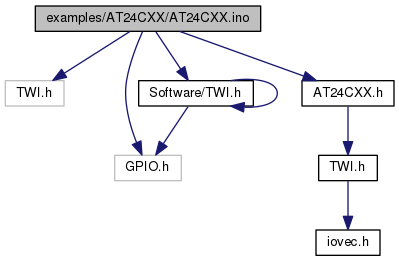 examples/AT24CXX/AT24CXX.ino
TWI.h
Software/TWI.h
AT24CXX.h
GPIO.h
TWI.h
iovec.h